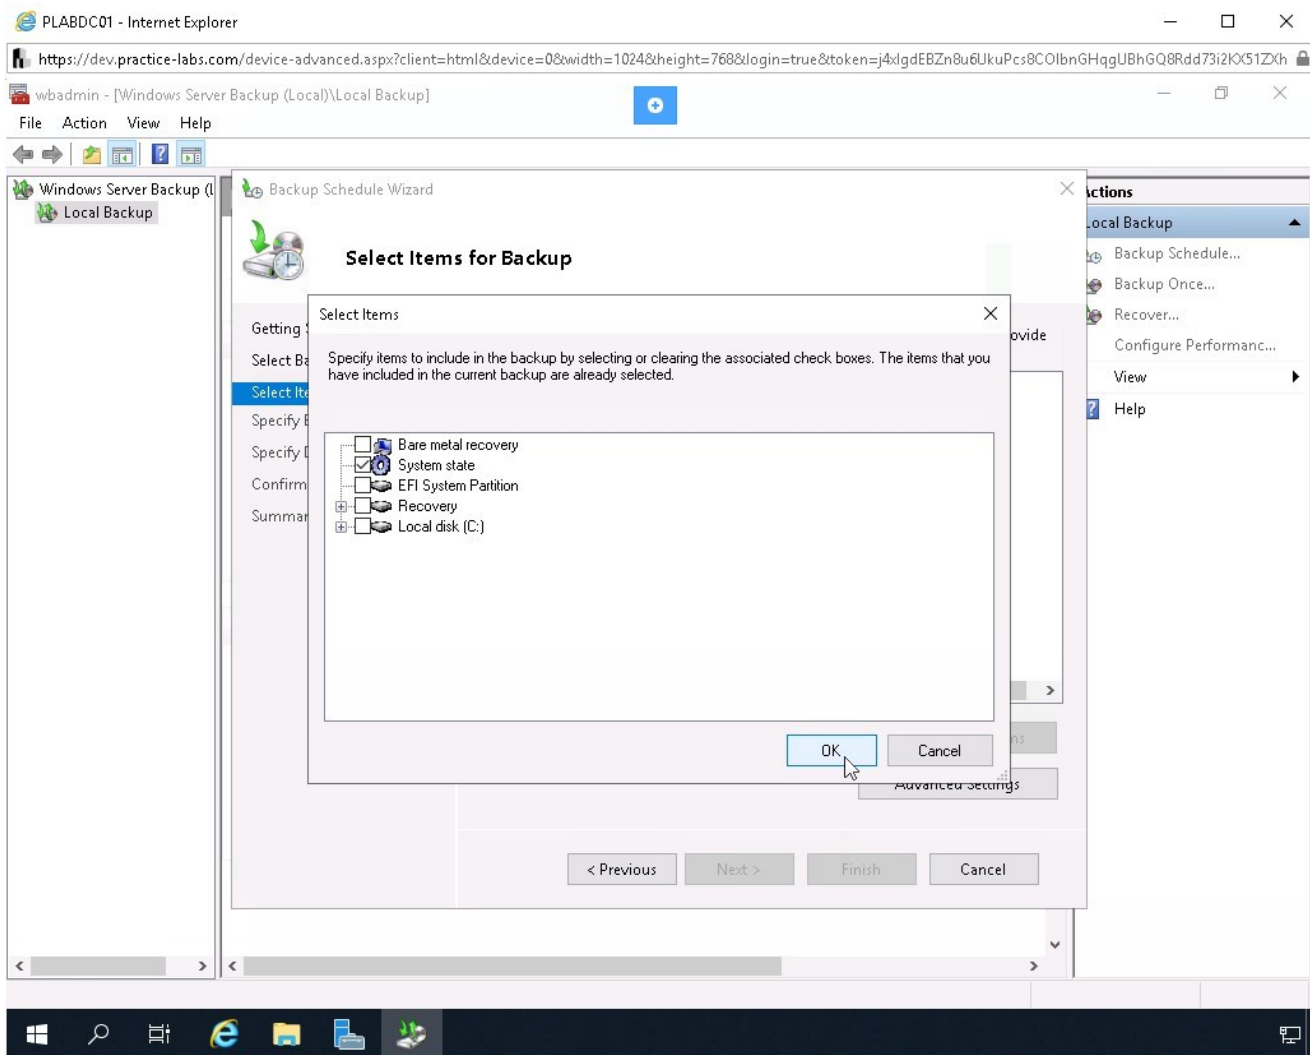 PLABDC01 - Internet Explorer
https://dev.practice-labs.com/device-advanced.aspx?client=html&device=0&width=1024&height=768&login=true&token=j4xlgdEBZn8u6UkuPcs8COlbnGHqgUBhGQ8Rdd73i2KX51ZXh
wbadmin - [Windows Server Backup (Local)\Local Backup]
File Action View Help
Windows Server Backup (L
Local Backup
Backup Schedule Wizard
Select Items for Backup
Getting
Select Ba
Select Ite
Specify
Specify
Confirm
Summar
ovide
Select Items
Specify items to include in the backup by selecting or clearing the associated check boxes. The items that you
have included in the current backup are already selected.
Bare metal recovery
System state
EFI System Partition
Recovery
Local disk (C:)
OK
Cancel
Advanced Settings
< Previous
Next >
Finish
Cancel
Actions
Local Backup
Backup Schedule...
Backup Once...
Recover...
Configure Performanc...
View
Help